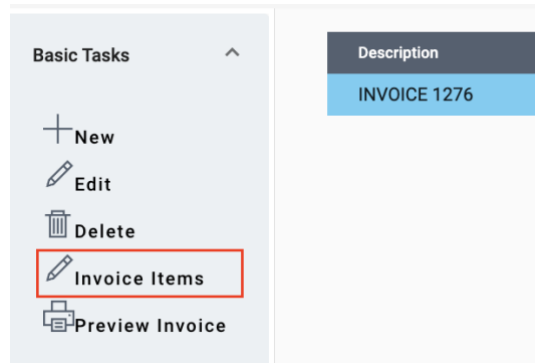 Basic Tasks
Description
INVOICE 1276
New
Edit
Delete
Invoice Items
Preview Invoice